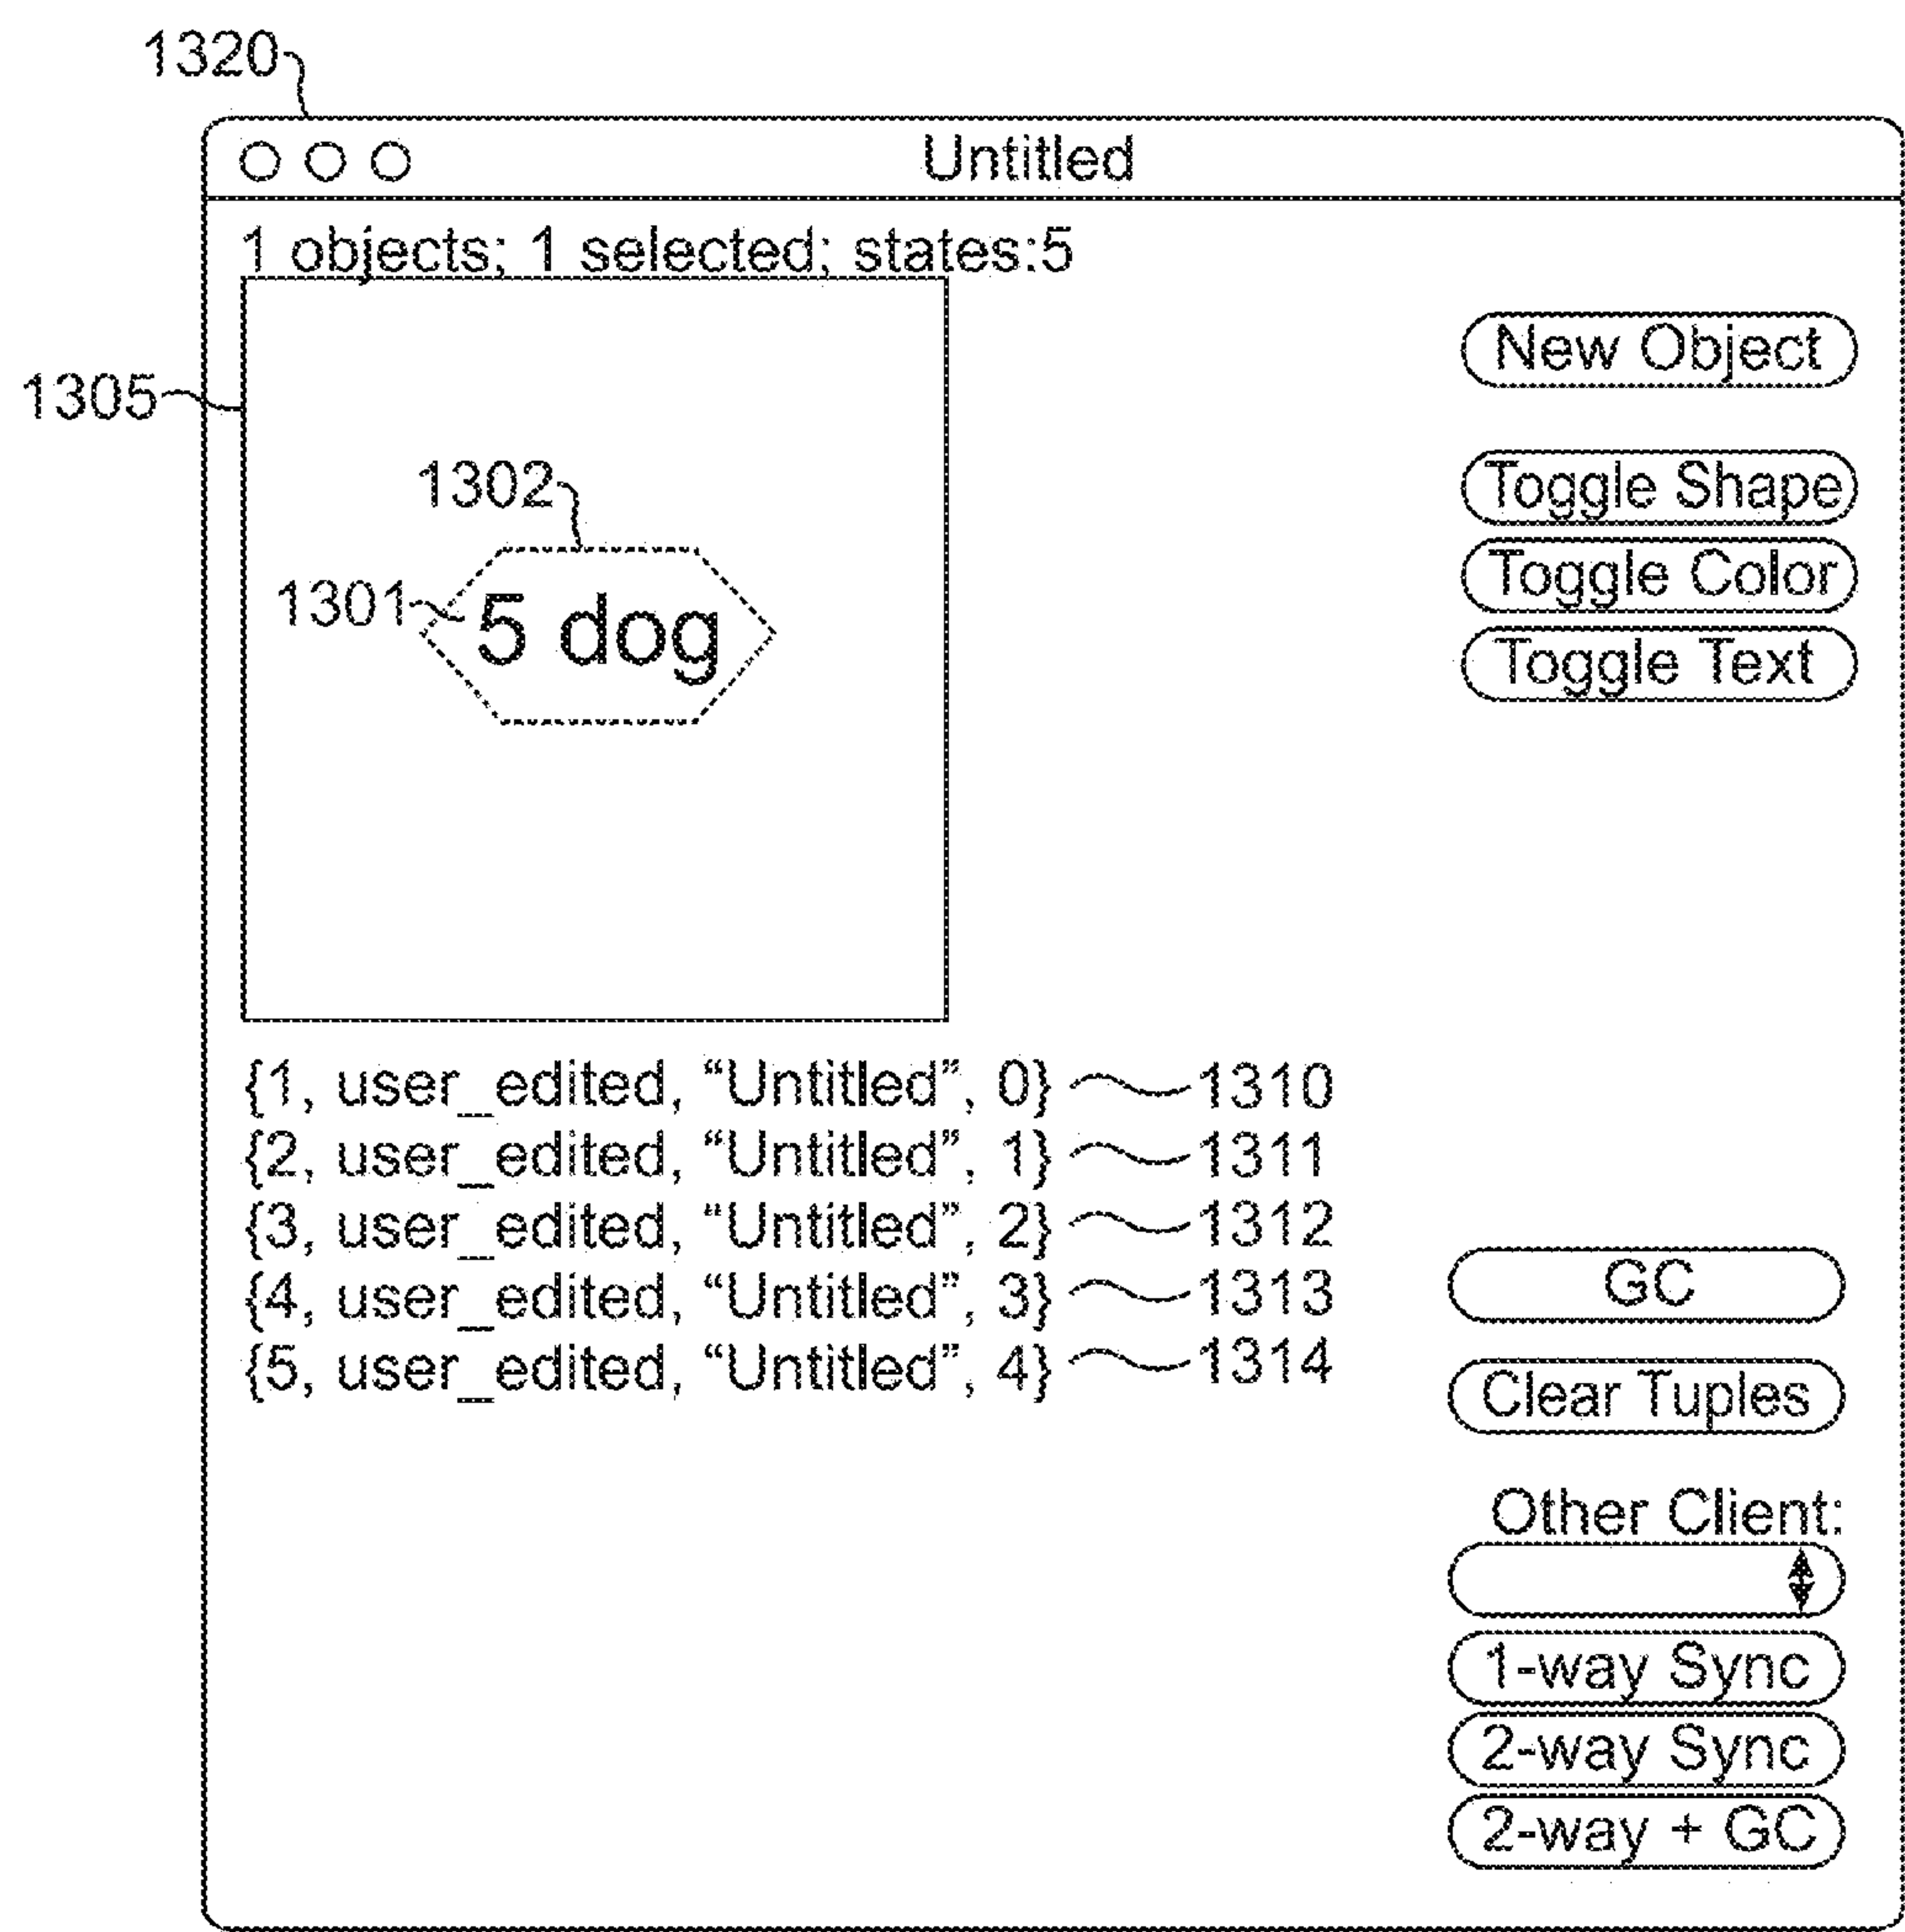 1320
Untitled
1 objects; 1 selected; states:5
New Object
1305
1302
Toggle Shape
Toggle Color
1301
5 dog
Toggle Text
{1, user_edited, “Untitled”, 0} 1310
{2, user_edited, “Untitled”, 1} 1311
{3, user_edited, “Untitled”, 2} 1312
{4, user_edited, “Untitled”, 3} 1313
{5, user_edited, “Untitled”, 4} 1314
GC
Clear Tuples
Other Client:
1-way Sync
2-way Sync
2-way + GC